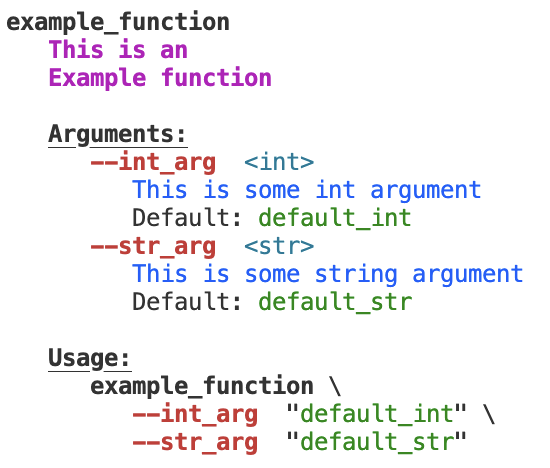 example_function
This is an
Example function
Arguments:
--int_arg <int>
This is some int argument
Default: default_int
--str_arg <str>
This is some string argument
Default: default_str
Usage:
example_function \
--int_arg "default_int" \
--str_arg "default_str"